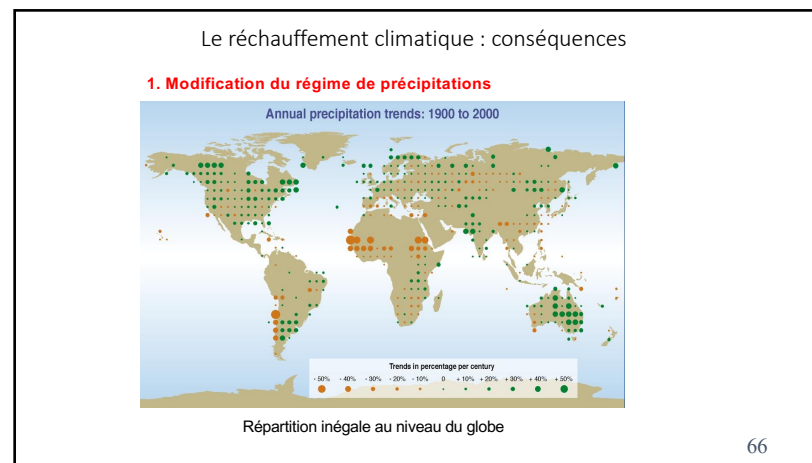 Le réchauffement climatique : conséquences
1. Modification du régime de précipitations
Annual precipitation trends: 1900 to 2000
Trends in percentage per century
- 50% - 40% - 30% - 20% - 10% 0 + 10% + 20% + 30% + 40% + 50%
Répartition inégale au niveau du globe
66